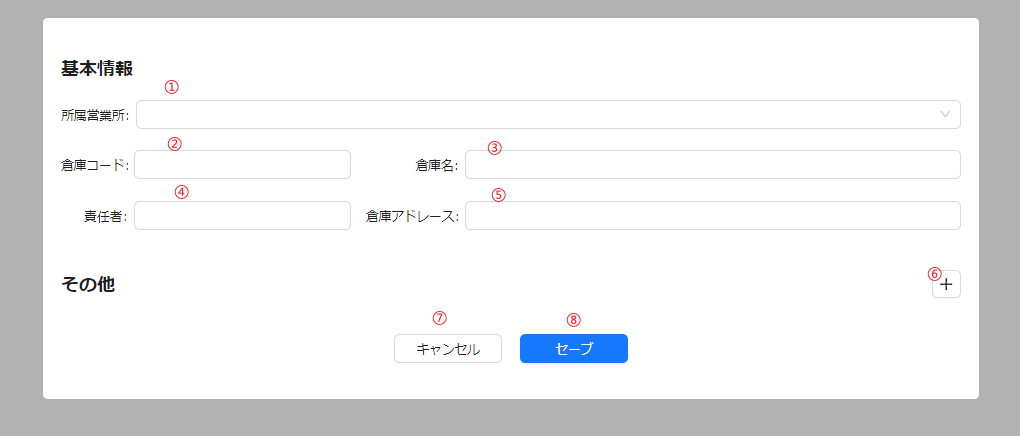 基本情報
①
所属営業所:
②
③
倉庫コード:
倉庫名:
④
⑤
責任者:
倉庫アドレース:
その他
⑥
+
⑦
⑧
キャンセル
セーブ